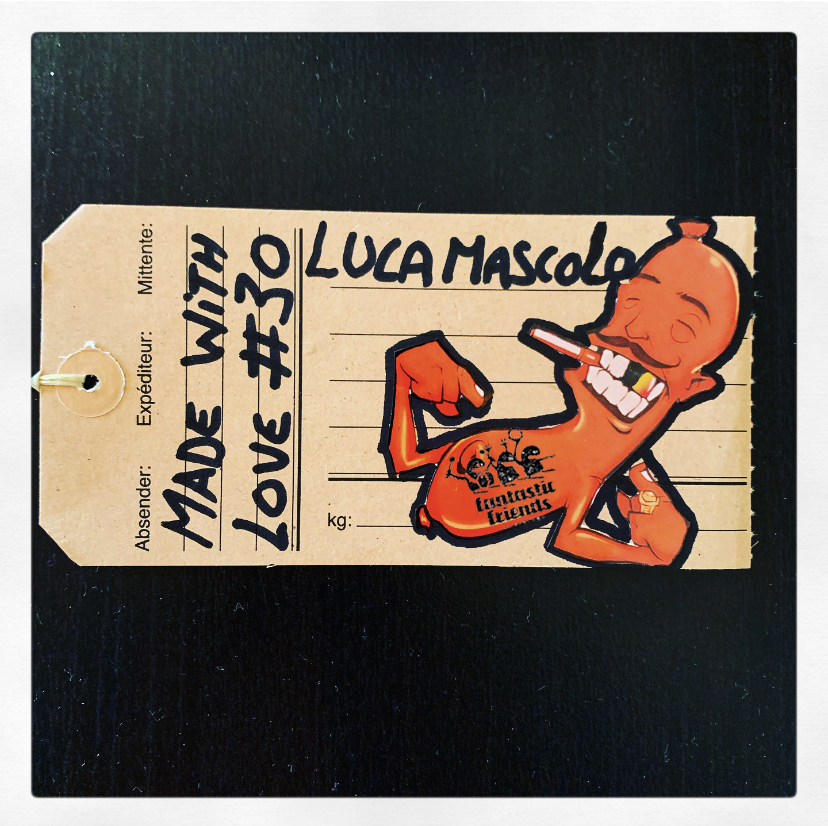 Absender: Expéditeur: Mittente:
MADE WiTH
LOVE #30
LUCA MASCOLO
kg:
fantastic
friends